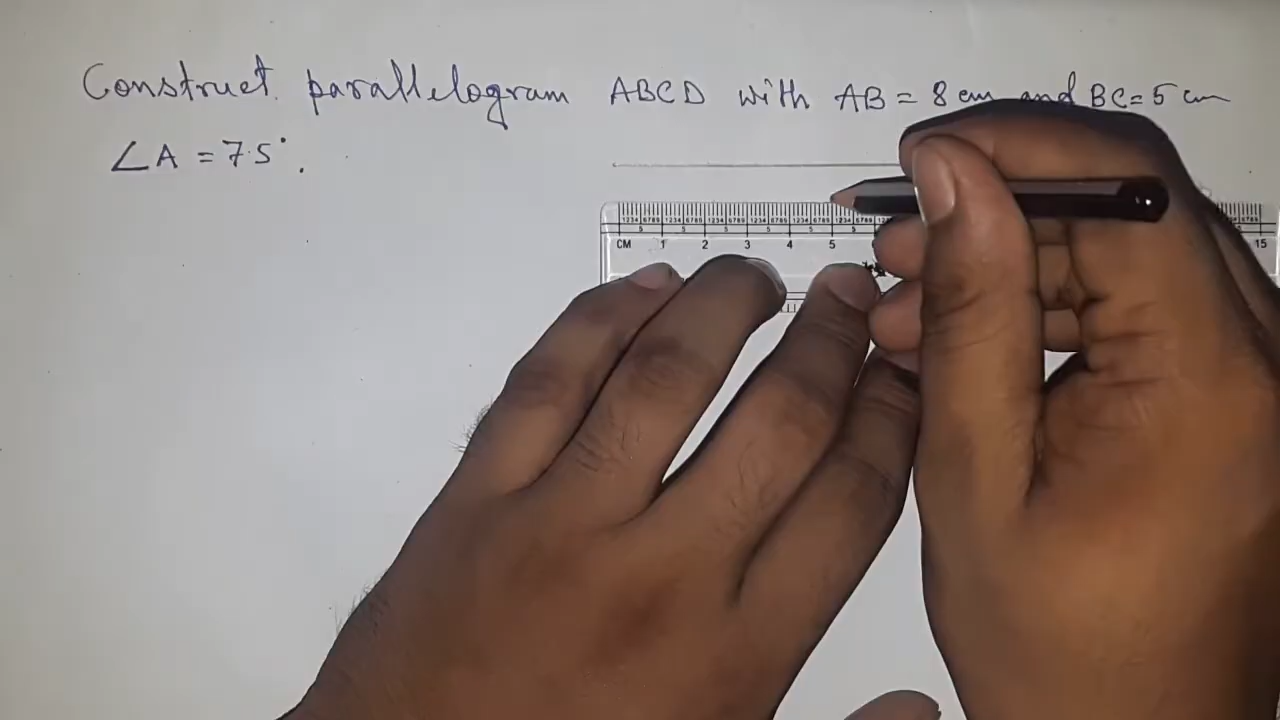 Construct parallelogram ABCD with AB = 8 cm and BC = 5 cm
∠A = 75°.
CM 1 2 3 4 5 15